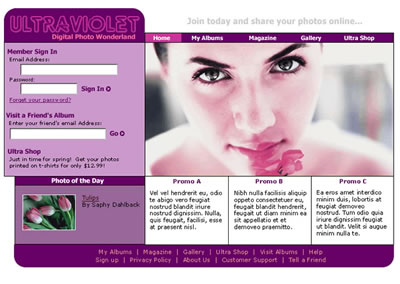 ULTRAVIOLET
Digital Photo Wonderland
Join today and share your photos online...
Home My Albums Magazine Gallery Ultra Shop
Member Sign In
Email Address:
Password:
Sign In
Forget your password?
Visit a Friend's Album
Enter your friend's email address:
Go
Ultra Shop
Just in time for spring! Get your photos
printed on t-shirts for only $12.99!
Photo of the Day
Tulips
By Saphy Dahlback
Promo A
Vel vel hendrerit eu, odio
te abigo vero feugiat
nostrud blandit iriure
nostrud dignissim. Nulla,
quis, feugait, facilisi, esse
at praesent nisl.
Promo B
Nibh nulla facilisis aliquip
oppeto consectetuer eu,
feugiat blandit hendrerit,
feugait ut diam minim ea
sit appellatio et et
demoveo praemitto.
Promo C
Ea eros amet interdico
minim duis, lobortis at
feugiat dignissim
nostrud. Tum odio quia
iriure dignissim feugiat
enim nulla. Velit si augue
enim nulla to.
My Albums | Magazine | Gallery | Ultra Shop | Visit Albums | Help
Sign up | Privacy Policy | About Us | Customer Support | Tell a Friend